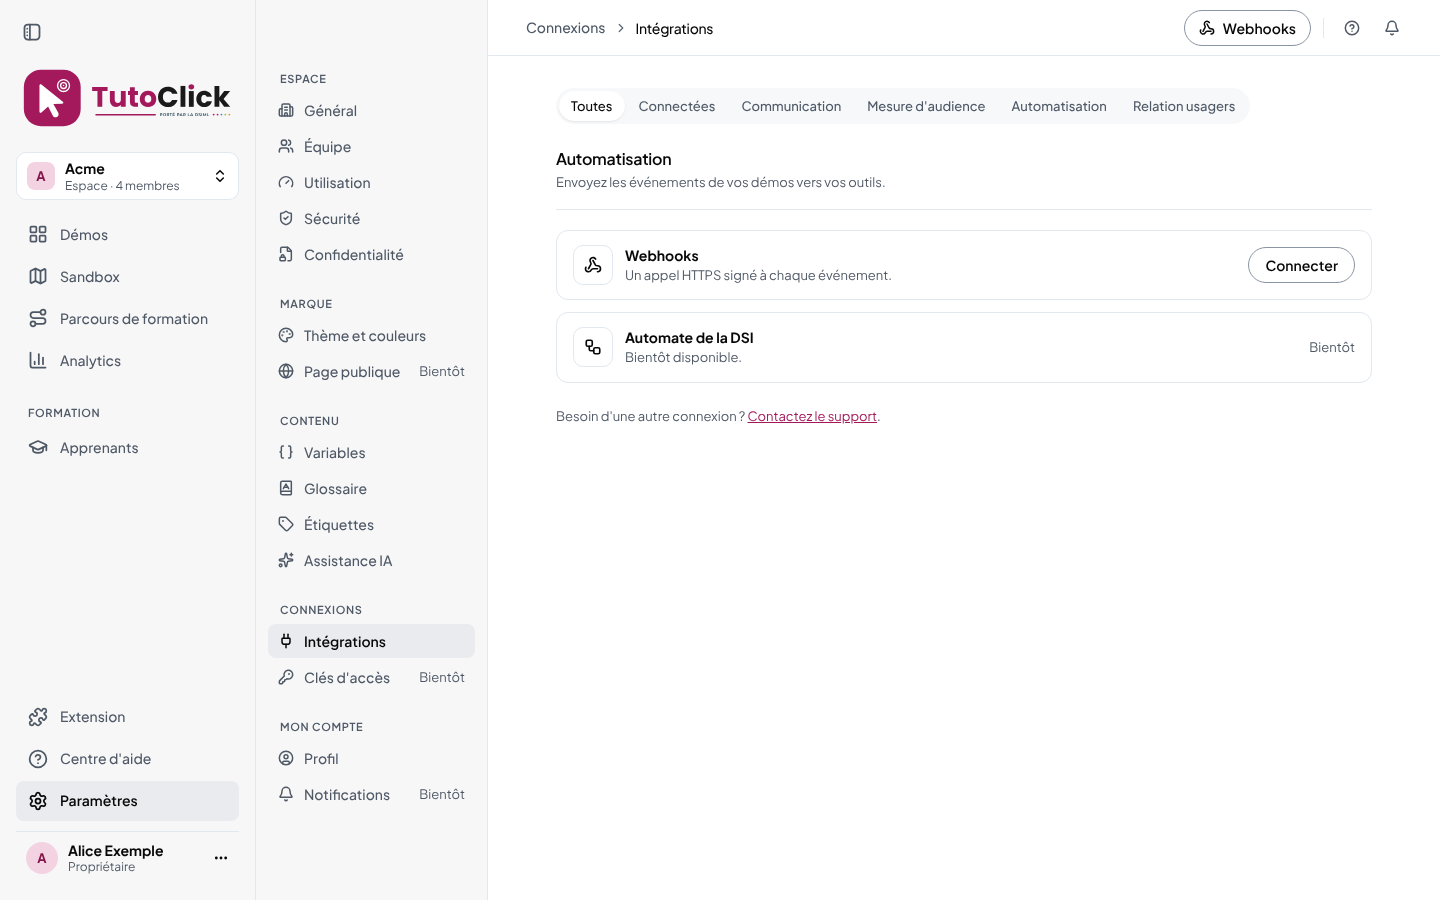 TutoClick
PORTÉ PAR LA DSIML
A
Acme
Espace · 4 membres
Démos
Sandbox
Parcours de formation
Analytics
FORMATION
Apprenants
Extension
Centre d'aide
Paramètres
A
Alice Exemple
Propriétaire
ESPACE
Général
Équipe
Utilisation
Sécurité
Confidentialité
MARQUE
Thème et couleurs
Page publique Bientôt
CONTENU
Variables
Glossaire
Étiquettes
Assistance IA
CONNEXIONS
Intégrations
Clés d'accès Bientôt
MON COMPTE
Profil
Notifications Bientôt
Connexions > Intégrations
Webhooks
Toutes Connectées Communication Mesure d'audience Automatisation Relation usagers
Automatisation
Envoyez les événements de vos démos vers vos outils.
Webhooks
Un appel HTTPS signé à chaque événement.
Connecter
Automate de la DSI
Bientôt disponible.
Bientôt
Besoin d'une autre connexion ? Contactez le support.